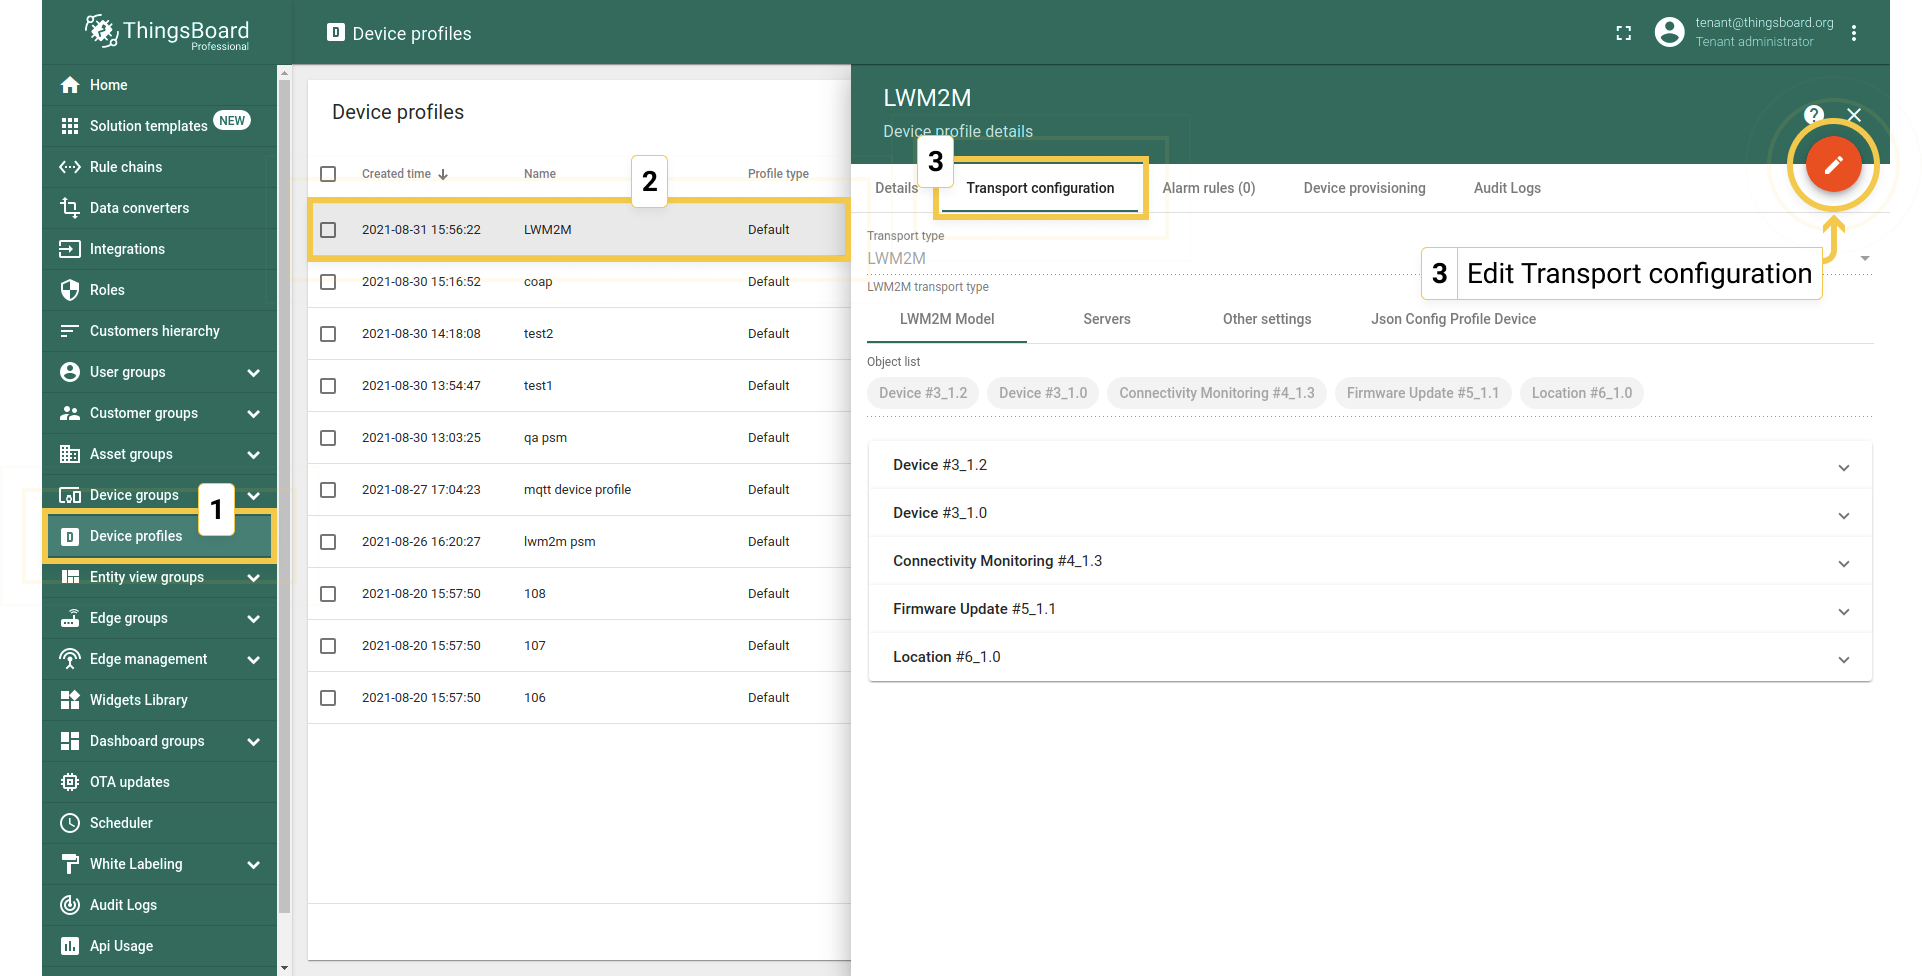 ThingsBoard
Professional
Device profiles
tenant@thingsboard.org
Tenant administrator
Home
Solution templates NEW
Rule chains
Data converters
Integrations
Roles
Customers hierarchy
User groups
Customer groups
Asset groups
Device groups
1
Device profiles
Entity view groups
Edge groups
Edge management
Widgets Library
Dashboard groups
OTA updates
Scheduler
White Labeling
Audit Logs
Api Usage
Device profiles
Created time Name Profile type
2
2021-08-31 15:56:22 LWM2M Default
2021-08-30 15:16:52 coap Default
2021-08-30 14:18:08 test2 Default
2021-08-30 13:54:47 test1 Default
2021-08-30 13:03:25 qa psm Default
2021-08-27 17:04:23 mqtt device profile Default
2021-08-26 16:20:27 lwm2m psm Default
2021-08-20 15:57:50 108 Default
2021-08-20 15:57:50 107 Default
2021-08-20 15:57:50 106 Default
LWM2M
Device profile details
3
Details Transport configuration Alarm rules (0) Device provisioning Audit Logs
Transport type
LWM2M
3 Edit Transport configuration
LWM2M transport type
LWM2M Model Servers Other settings Json Config Profile Device
Object list
Device #3_1.2 Device #3_1.0 Connectivity Monitoring #4_1.3 Firmware Update #5_1.1 Location #6_1.0
Device #3_1.2
Device #3_1.0
Connectivity Monitoring #4_1.3
Firmware Update #5_1.1
Location #6_1.0